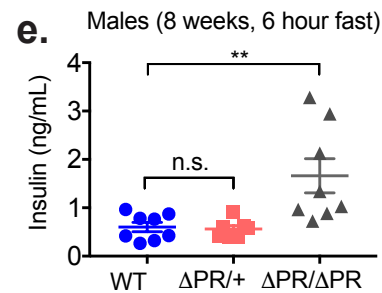 e. Males (8 weeks, 6 hour fast)
Insulin (ng/mL)
4
3
2
1
0
**
n.s.
WT ΔPR/+ ΔPR/ΔPR